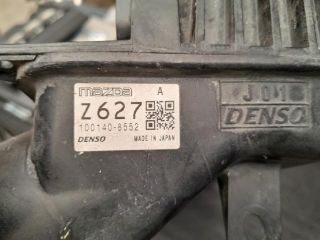 mazda A
Z627
100140-8552
DENSO MADE IN JAPAN
J01
DENSO